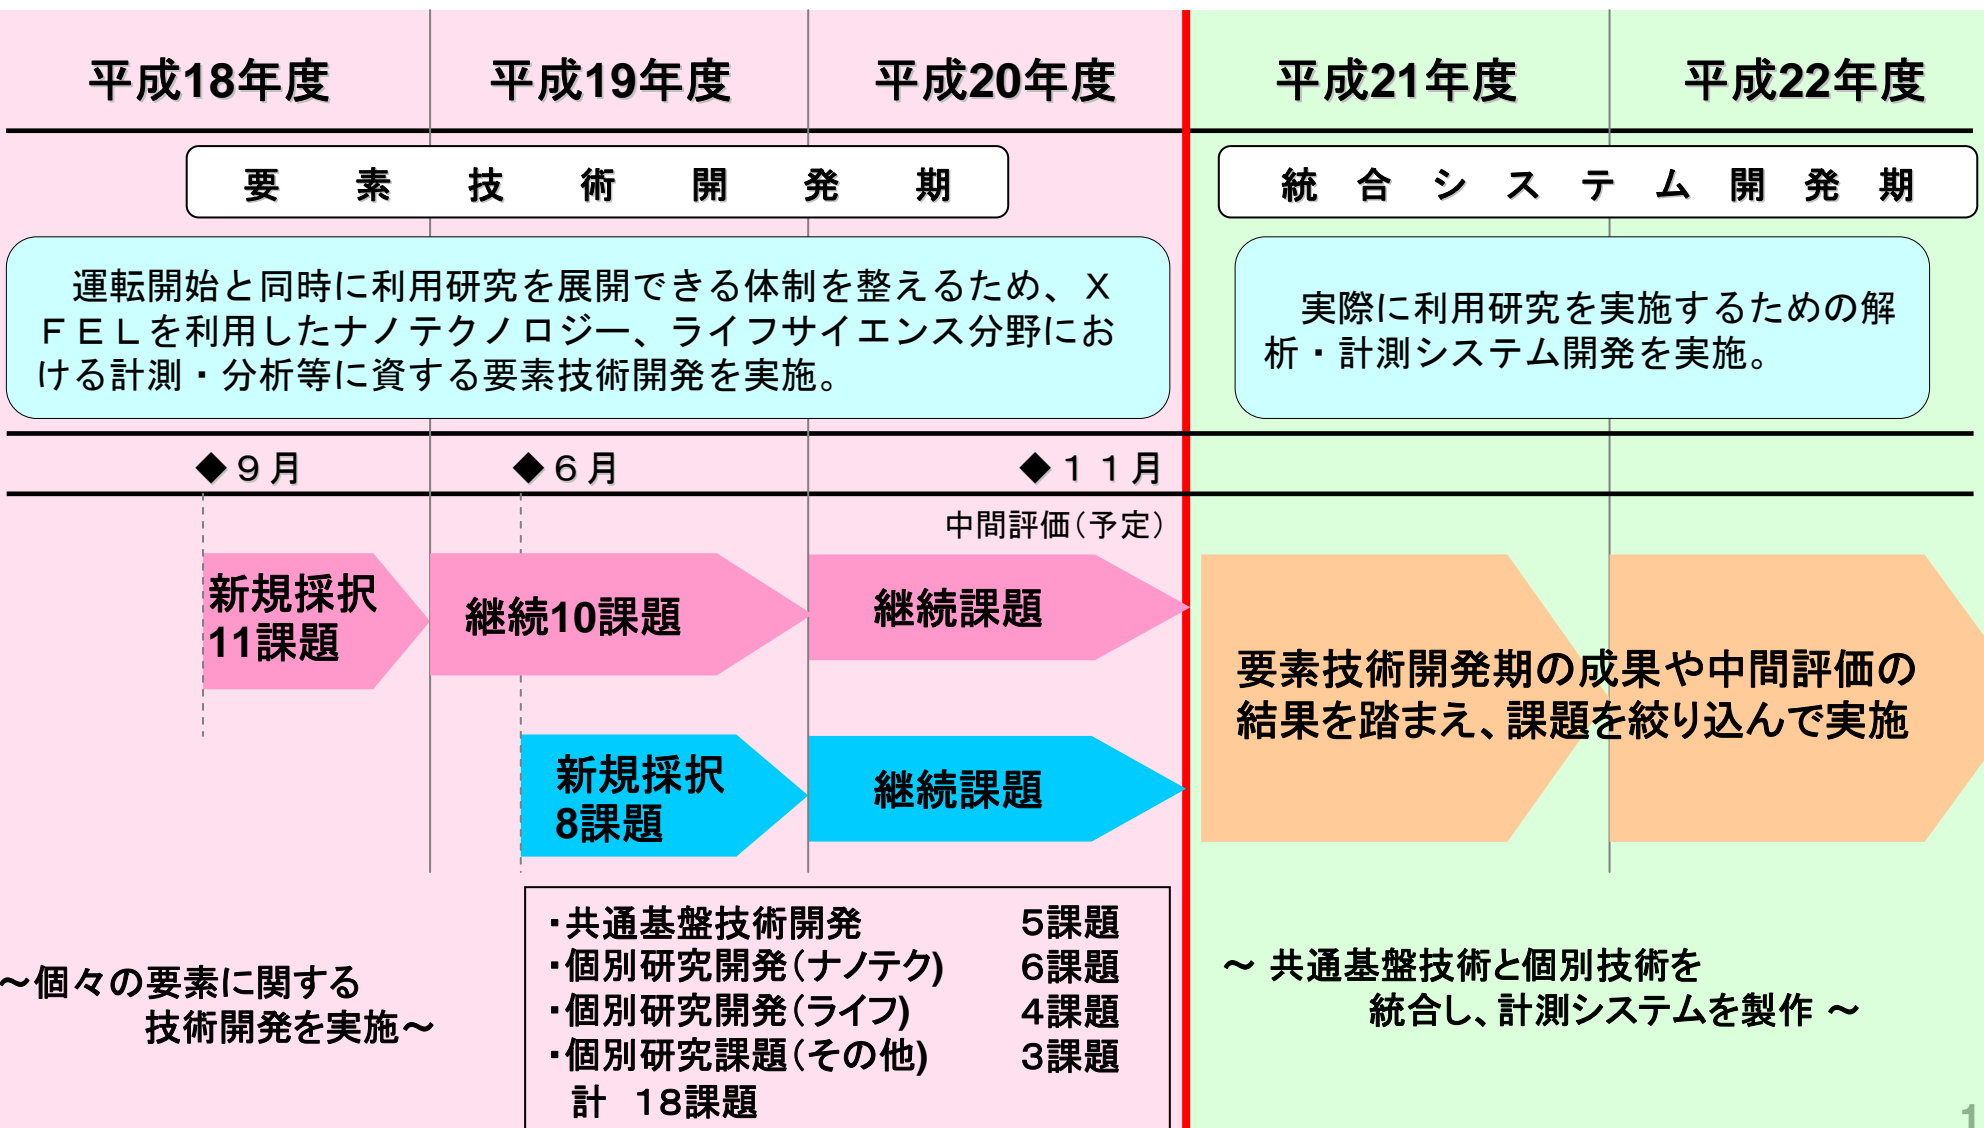 平成18年度
平成19年度
平成20年度
平成21年度
平成22年度
要素技術開発期
統合システム開発期
運転開始と同時に利用研究を展開できる体制を整えるため、Ｘ
ＦＥＬを利用したナノテクノロジー、ライフサイエンス分野にお
ける計測・分析等に資する要素技術開発を実施。
実際に利用研究を実施するための解
析・計測システム開発を実施。
◆９月
◆６月
◆１１月
中間評価（予定）
新規採択
11課題
継続10課題
継続課題
新規採択
8課題
継続課題
要素技術開発期の成果や中間評価の
結果を踏まえ、課題を絞り込んで実施
～個々の要素に関する
技術開発を実施～
・共通基盤技術開発　５課題
・個別研究開発（ナノテク)　６課題
・個別研究開発（ライフ)　４課題
・個別研究課題（その他)　３課題
計　１８課題
～ 共通基盤技術と個別技術を
統合し、計測システムを製作 ～
1